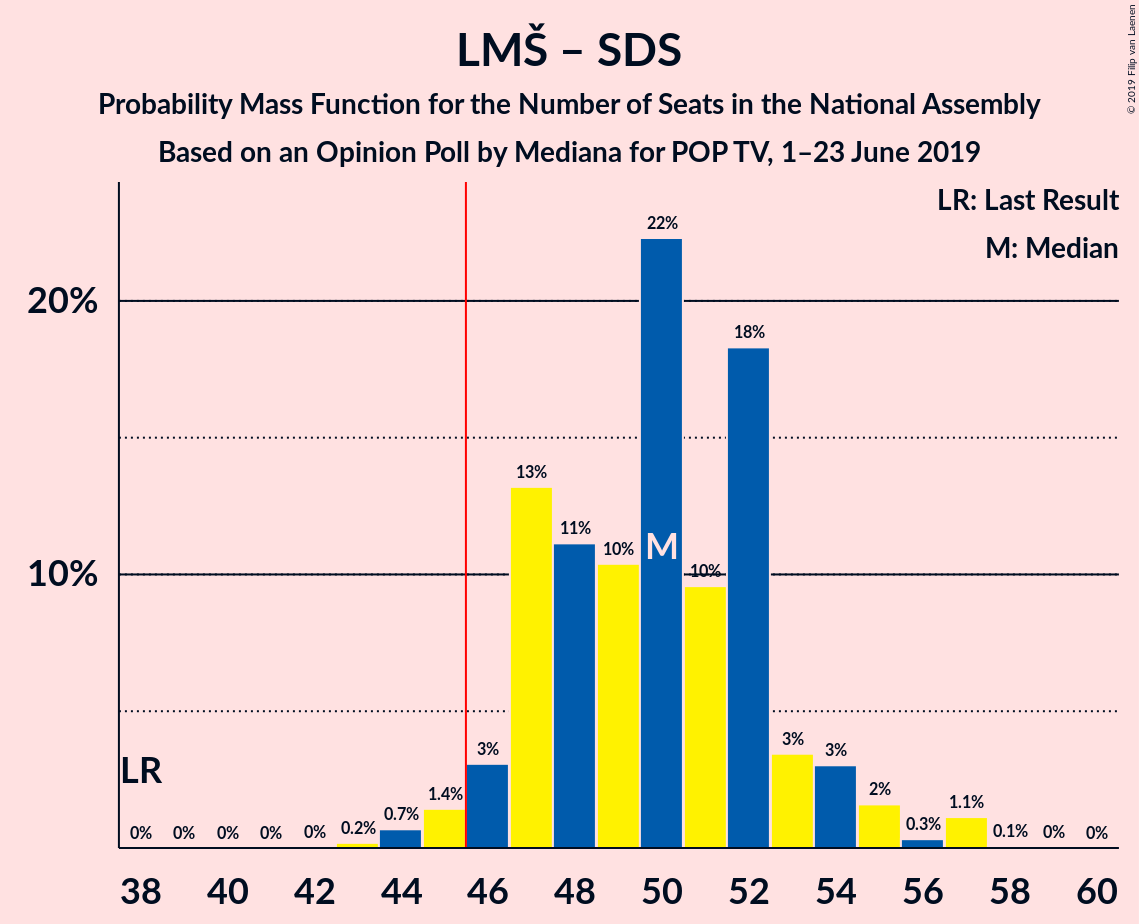 LMŠ – SDS
Probability Mass Function for the Number of Seats in the National Assembly
Based on an Opinion Poll by Mediana for POP TV, 1–23 June 2019
© 2019 Filip van Laenen
LR: Last Result
M: Median
22%
20%
18%
13%
11%
10%
M
10%
10%
3%
3%
3%
LR
2%
1.4%
1.1%
0.7%
0.3%
0.2%
0.1%
0% 0% 0% 0% 0% 0% 0%
38 40 42 44 46 48 50 52 54 56 58 60